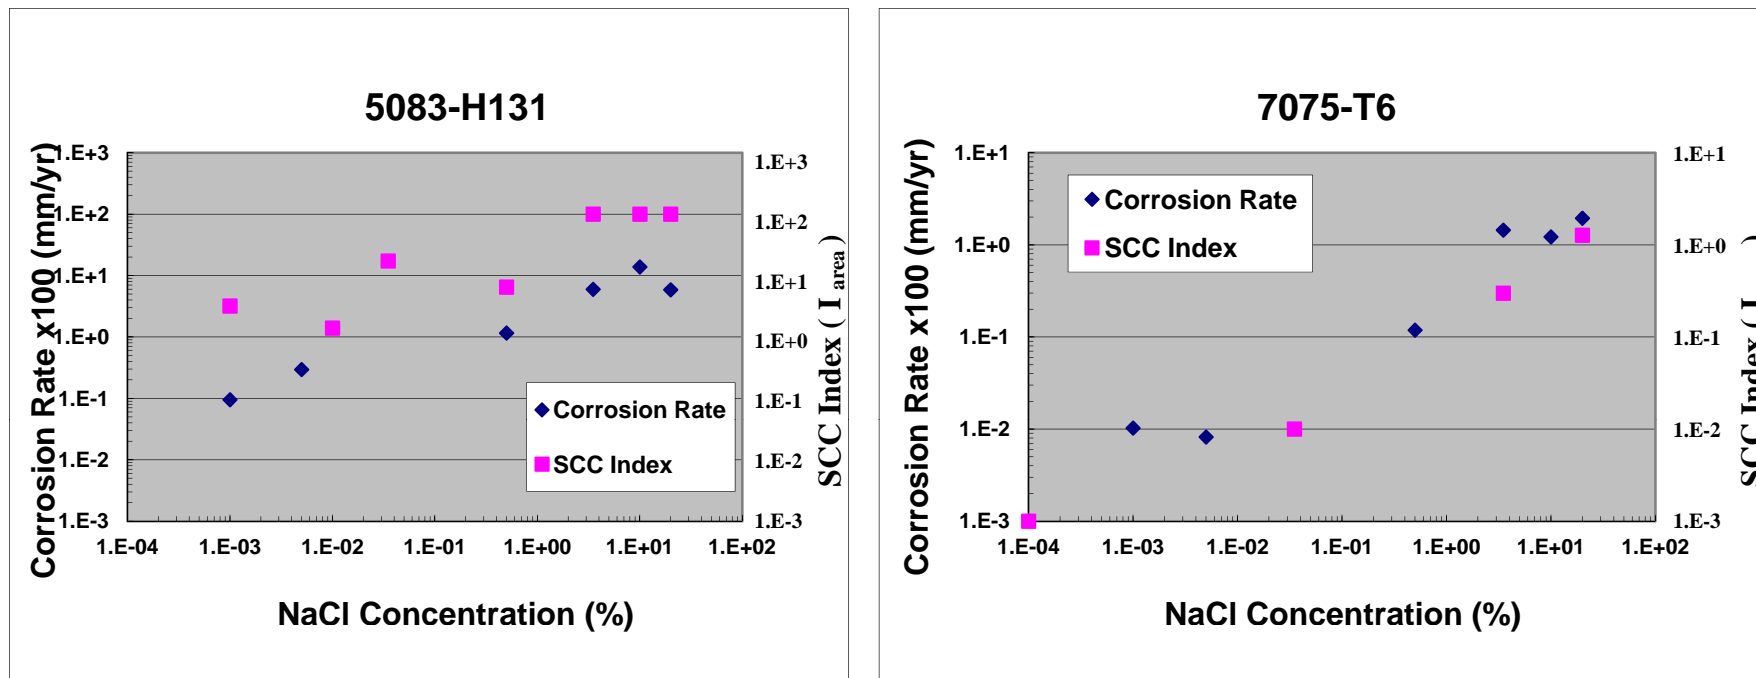 5083-H131
Corrosion Rate x100 (mm/yr)
1.E+3
1.E+2
1.E+1
1.E+0
1.E-1
1.E-2
1.E-3
1.E-04 1.E-03 1.E-02 1.E-01 1.E+00 1.E+01 1.E+02
NaCl Concentration (%)
Corrosion Rate
SCC Index
1.E+3
1.E+2
1.E+1
1.E+0
1.E-1
1.E-2
1.E-3
SCC Index ( I area)
7075-T6
Corrosion Rate x100 (mm/yr)
1.E+1
1.E+0
1.E-1
1.E-2
1.E-3
1.E-04 1.E-03 1.E-02 1.E-01 1.E+00 1.E+01 1.E+02
NaCl Concentration (%)
Corrosion Rate
SCC Index
1.E+1
1.E+0
1.E-1
1.E-2
1.E-3
SCC Index ( I )